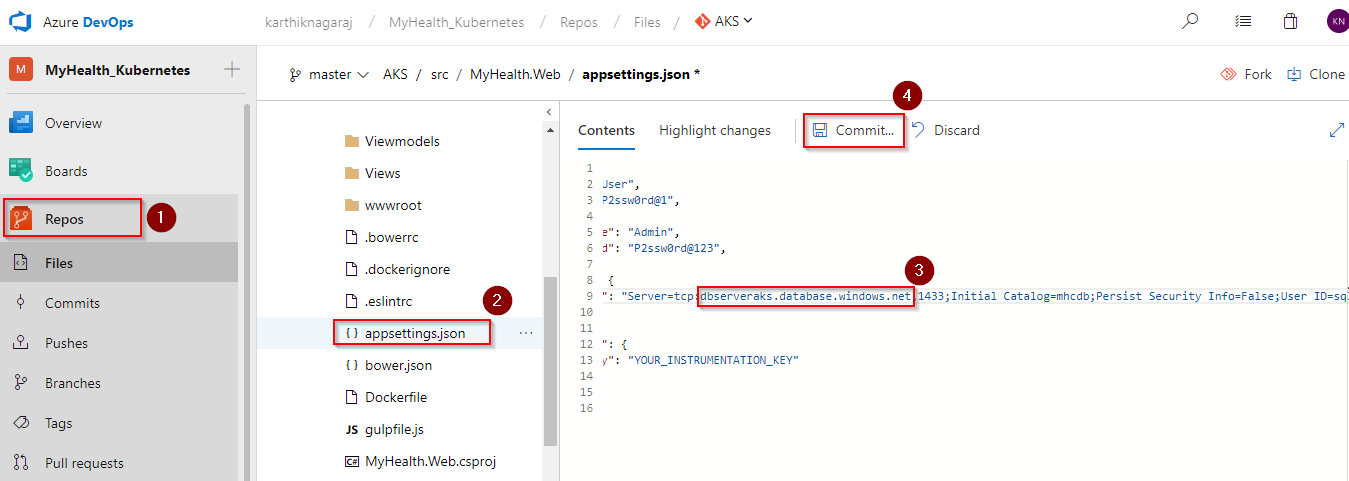 Azure DevOps karthiknagaraj / MyHealth_Kubernetes / Repos / Files / AKS KN
M MyHealth_Kubernetes +
Overview
Boards
Repos 1
Files
Commits
Pushes
Branches
Tags
Pull requests
master AKS / src / MyHealth.Web / appsettings.json * Fork Clone
Viewmodels
Views
wwwroot
.bowerrc
.dockerignore
.eslintrc
2
{ } appsettings.json ...
{ } bower.json
Dockerfile
JS gulpfile.js
C# MyHealth.Web.csproj
4
Contents Highlight changes Commit... Discard
1
2 User",
3 P2ssw0rd@1",
4
5 e": "Admin",
6 d": "P2ssw0rd@123",
7
8 {
3
9 ": "Server=tcp:dbserveraks.database.windows.net,1433;Initial Catalog=mhcdb;Persist Security Info=False;User ID=sql
10
11
12 ": {
13 y": "YOUR_INSTRUMENTATION_KEY"
14
15
16